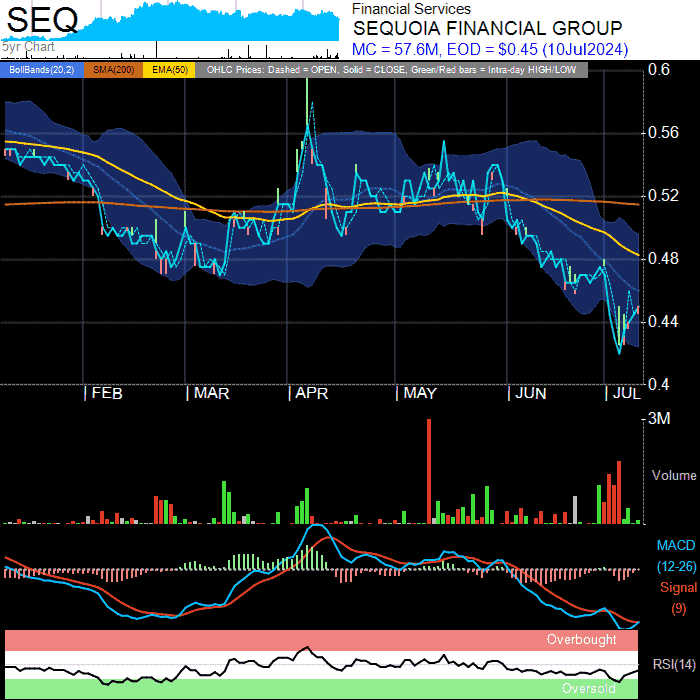 SEQ
5yr Chart
Financial Services
SEQUOIA FINANCIAL GROUP
MC = 57.6M, EOD = $0.45 (10Jul2024)
BollBands(20,2) SMA(200) EMA(50) OHLC Prices: Dashed = OPEN, Solid = CLOSE, Green/Red bars = Intra-day HIGH/LOW
0.6
0.56
0.52
0.48
0.44
0.4
| FEB | MAR | APR | MAY | JUN | JUL
3M
Volume
MACD
(12-26)
Signal
(9)
Overbought
RSI(14)
Oversold